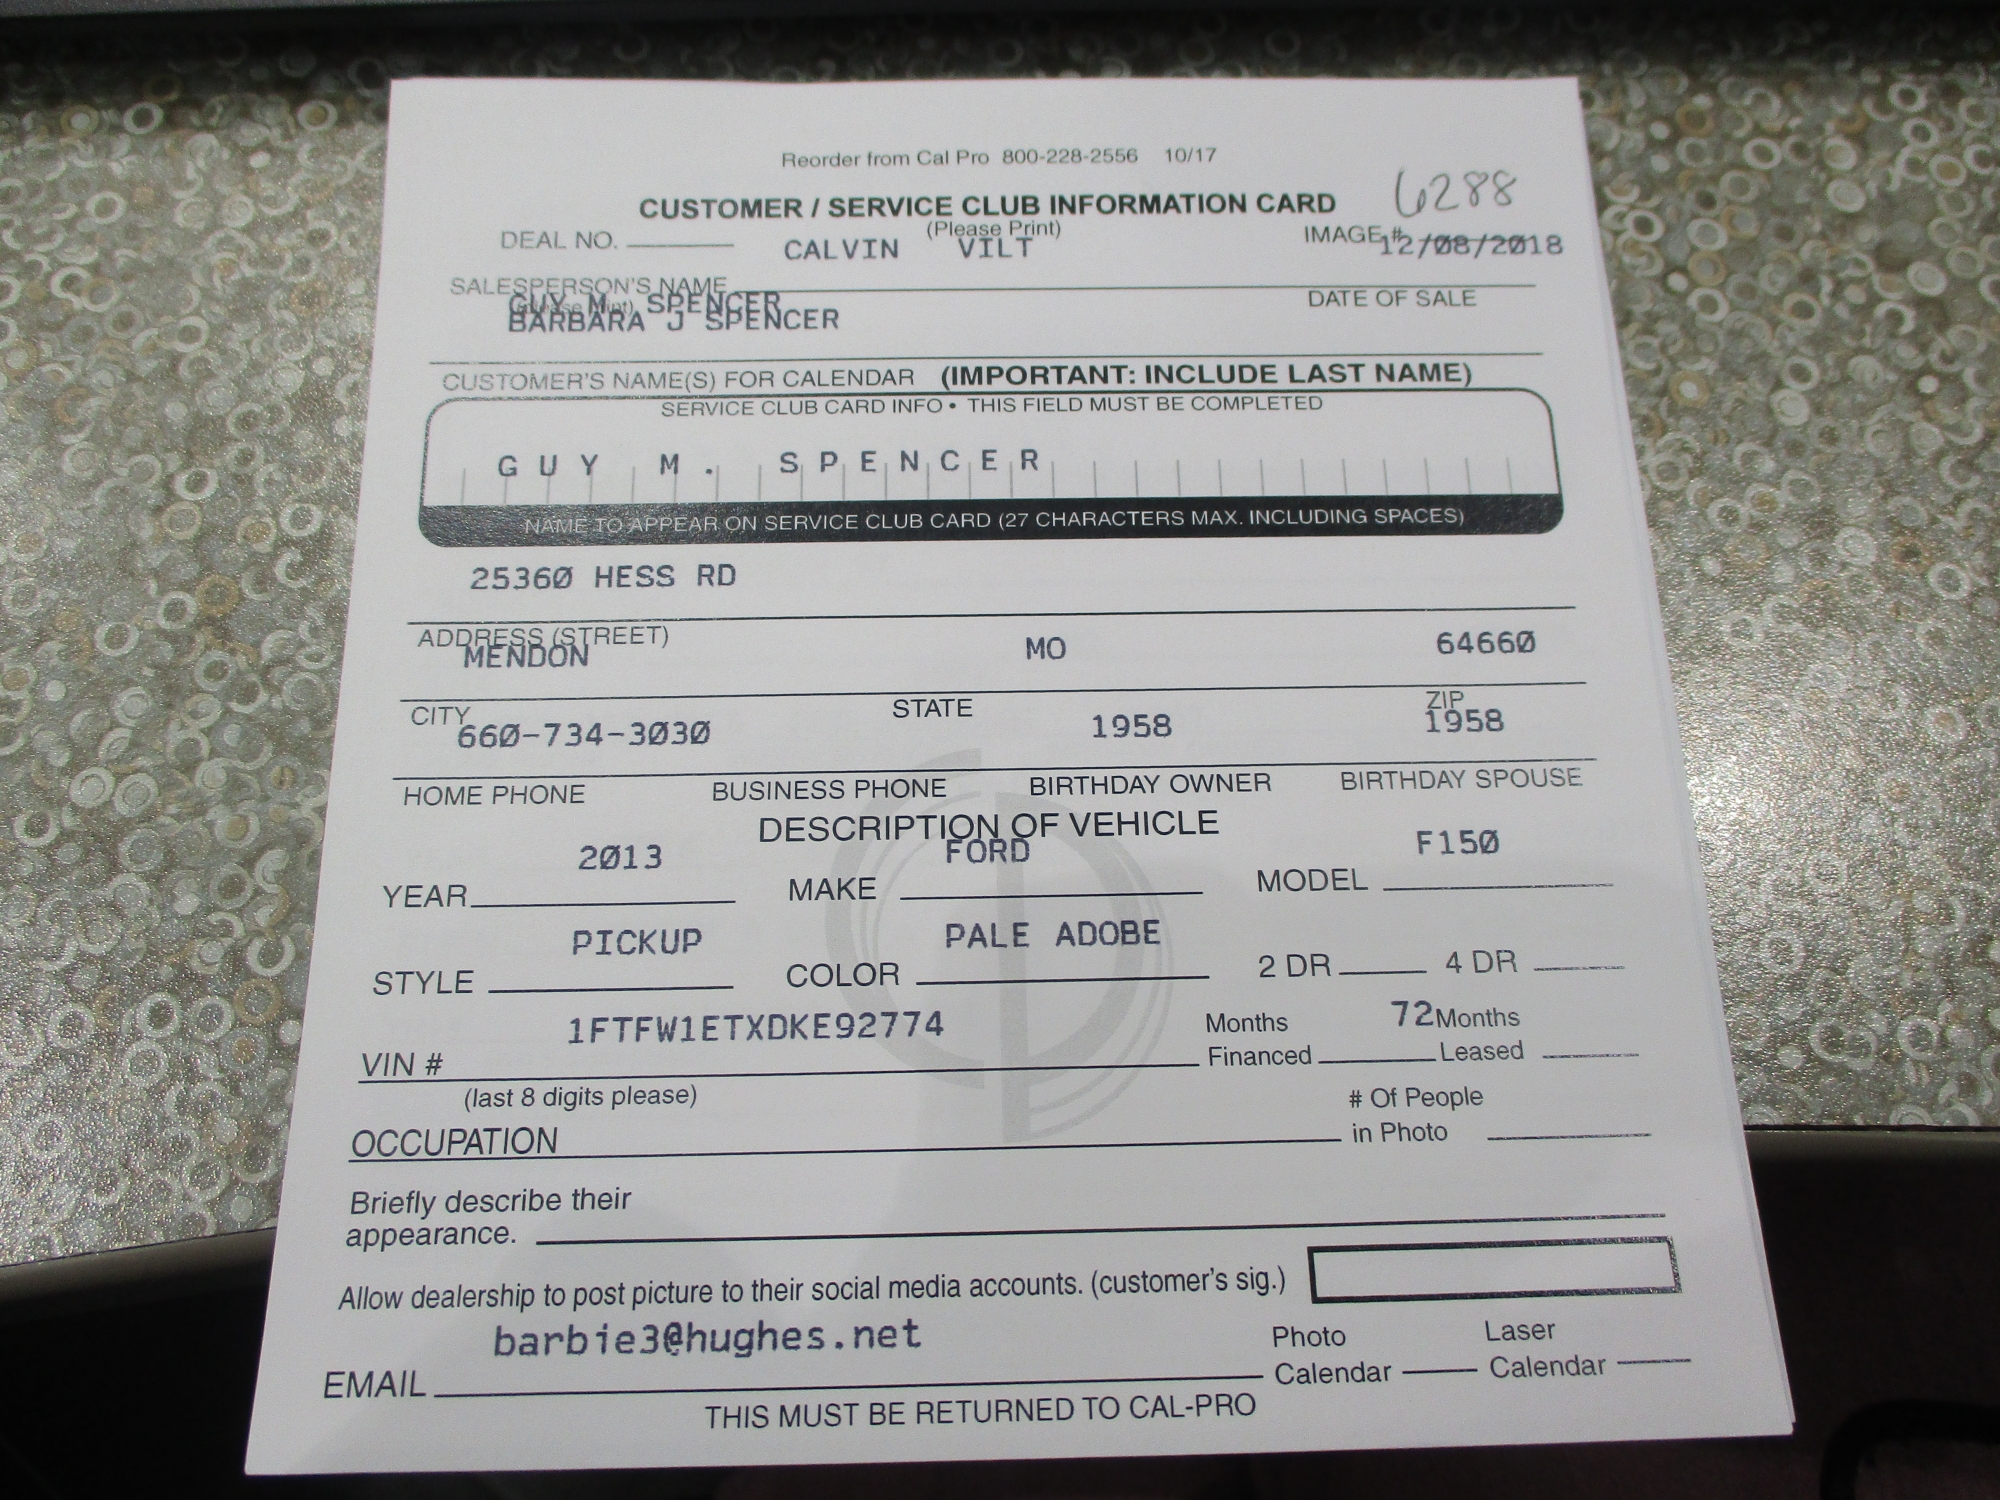 Reorder from Cal Pro 800-228-2556 10/17
CUSTOMER / SERVICE CLUB INFORMATION CARD 6288
(Please Print)
DEAL NO. CALVIN VILT IMAGE # 12/08/2018
SALESPERSON'S NAME DATE OF SALE
(Please Print)
GUY M. SPENCER
BARBARA J SPENCER
CUSTOMER'S NAME(S) FOR CALENDAR (IMPORTANT: INCLUDE LAST NAME)
SERVICE CLUB CARD INFO • THIS FIELD MUST BE COMPLETED
GUY M. SPENCER
NAME TO APPEAR ON SERVICE CLUB CARD (27 CHARACTERS MAX. INCLUDING SPACES)
25360 HESS RD
ADDRESS (STREET)
MENDON MO 64660
CITY STATE ZIP
660-734-3030 1958 1958
HOME PHONE BUSINESS PHONE BIRTHDAY OWNER BIRTHDAY SPOUSE
DESCRIPTION OF VEHICLE
2013 FORD F150
YEAR MAKE MODEL
PICKUP PALE ADOBE
STYLE COLOR 2 DR 4 DR
1FTFW1ETXDKE92774 Months 72 Months
VIN # Financed Leased
(last 8 digits please) # Of People
OCCUPATION in Photo
Briefly describe their
appearance.
Allow dealership to post picture to their social media accounts. (customer's sig.)
barbie3@hughes.net Photo Laser
EMAIL Calendar Calendar
THIS MUST BE RETURNED TO CAL-PRO